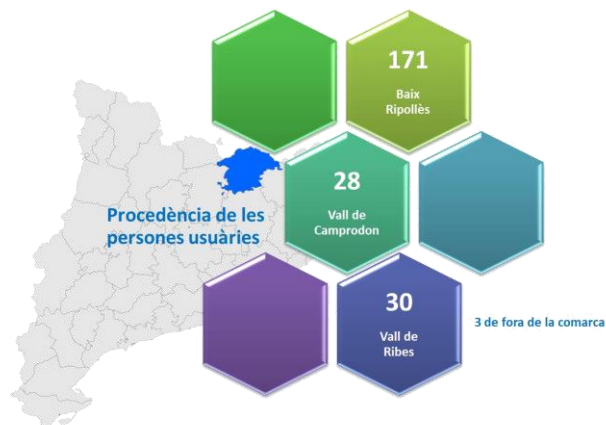 171
Baix
Ripollès
28
Vall de
Camprodon
Procedència de les
persones usuàries
30
Vall de
Ribes
3 de fora de la comarca